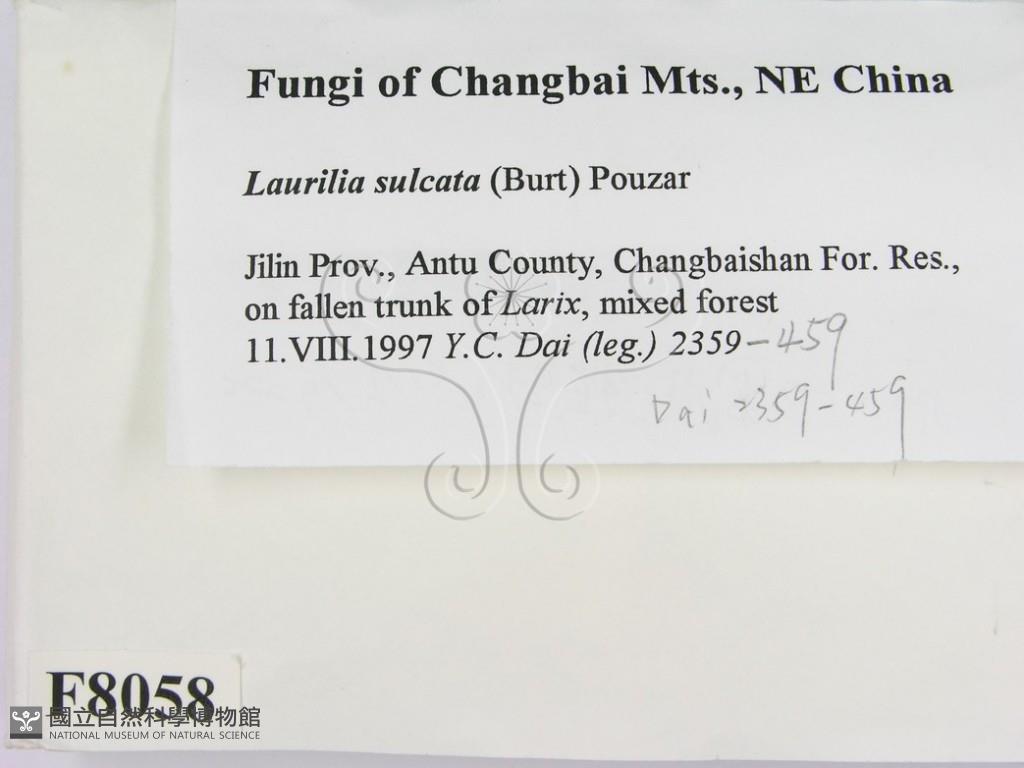 Fungi of Changbai Mts., NE China
Laurilia sulcata (Burt) Pouzar
Jilin Prov., Antu County, Changbaishan For. Res.,
on fallen trunk of Larix, mixed forest
11.VIII.1997 Y.C. Dai (leg.) 2359-459
Dai 2359-459
F8058
國立自然科學博物館
NATIONAL MUSEUM OF NATURAL SCIENCE